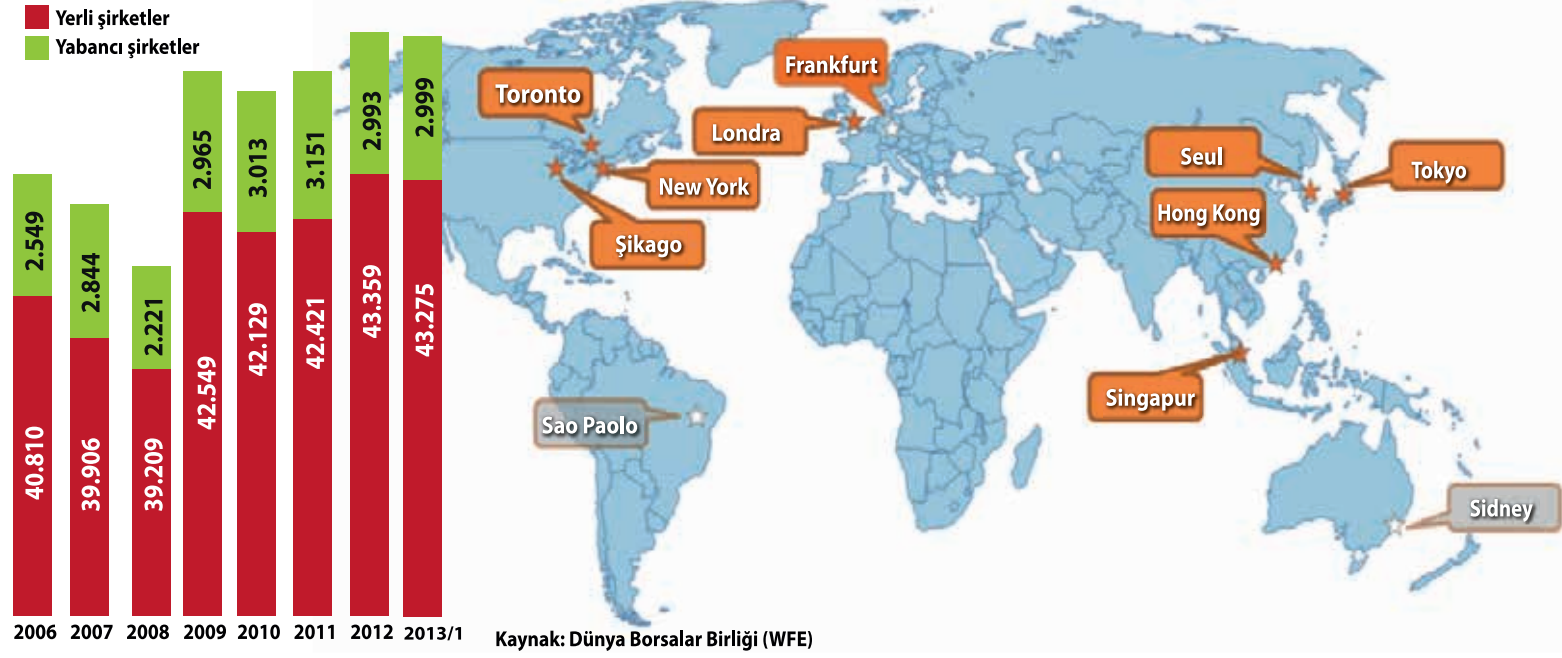 Yerli şirketler
Yabancı şirketler
2.549
2.844
2.221
2.965
3.013
3.151
2.993
2.999
40.810
39.906
39.209
42.549
42.129
42.421
43.359
43.275
2006 2007 2008 2009 2010 2011 2012 2013/1
Toronto
Frankfurt
Londra
New York
Şikago
Seul
Tokyo
Hong Kong
Singapur
Sao Paolo
Sidney
Kaynak: Dünya Borsalar Birliği (WFE)